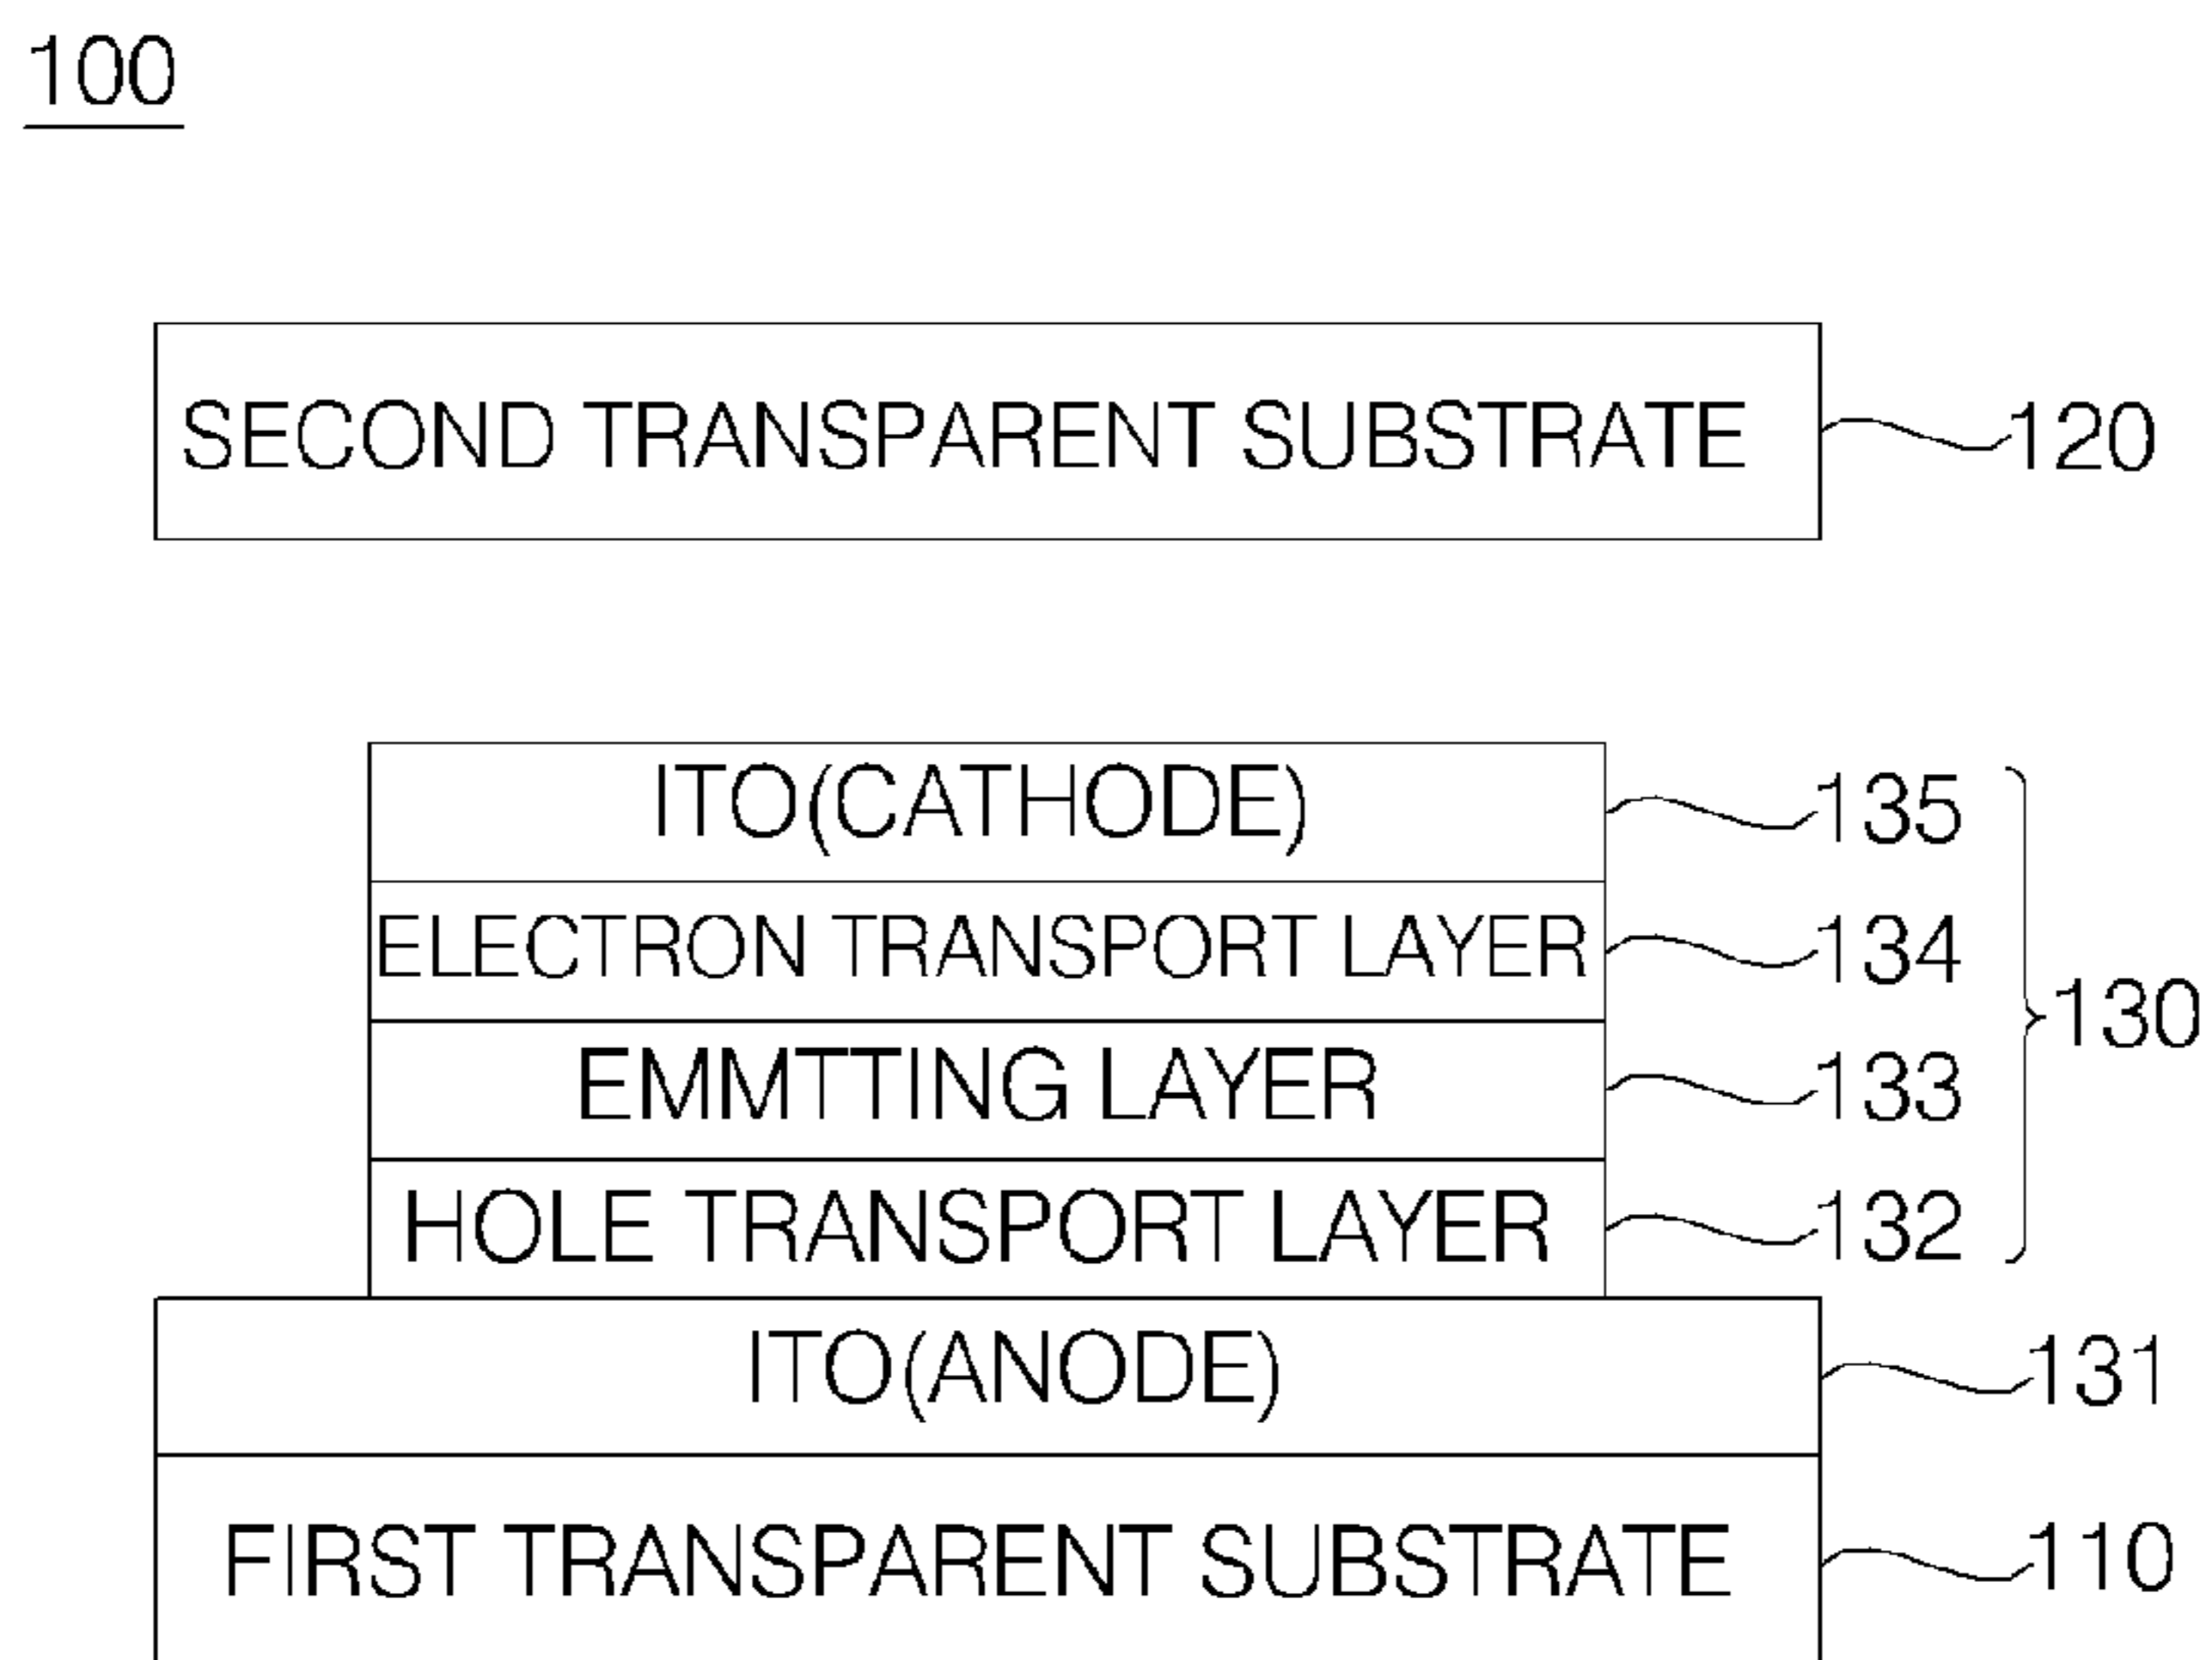 100
SECOND TRANSPARENT SUBSTRATE 120
ITO(CATHODE) 135
ELECTRON TRANSPORT LAYER 134
130
EMMTTING LAYER 133
HOLE TRANSPORT LAYER 132
ITO(ANODE) 131
FIRST TRANSPARENT SUBSTRATE 110